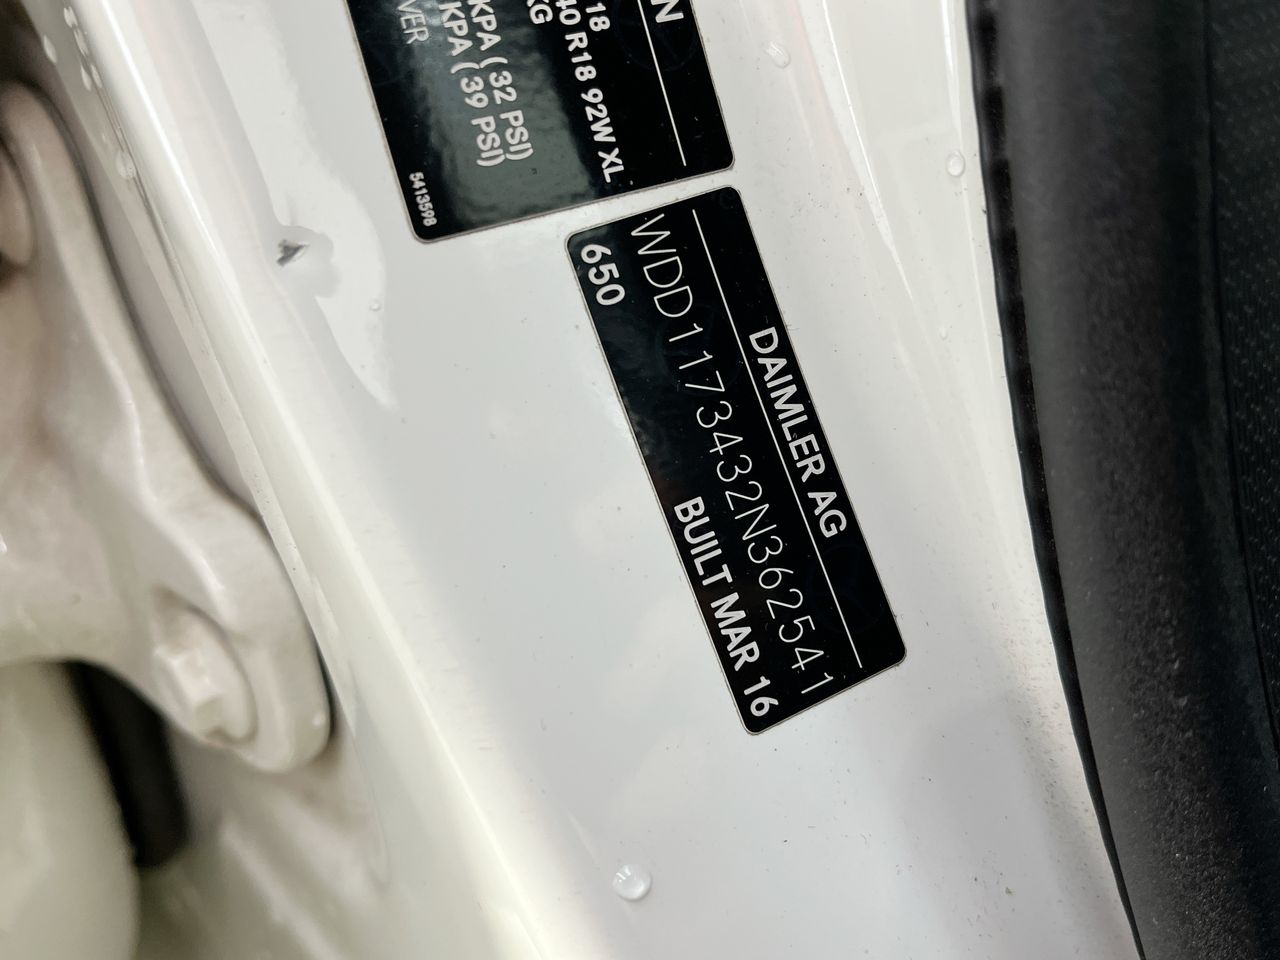 N
18
40 R18 92W XL
KG
KPA ( 32 PSI)
KPA ( 39 PSI)
VER
5413598
DAIMLER AG
WDD1173432N362541
650 BUILT MAR 16